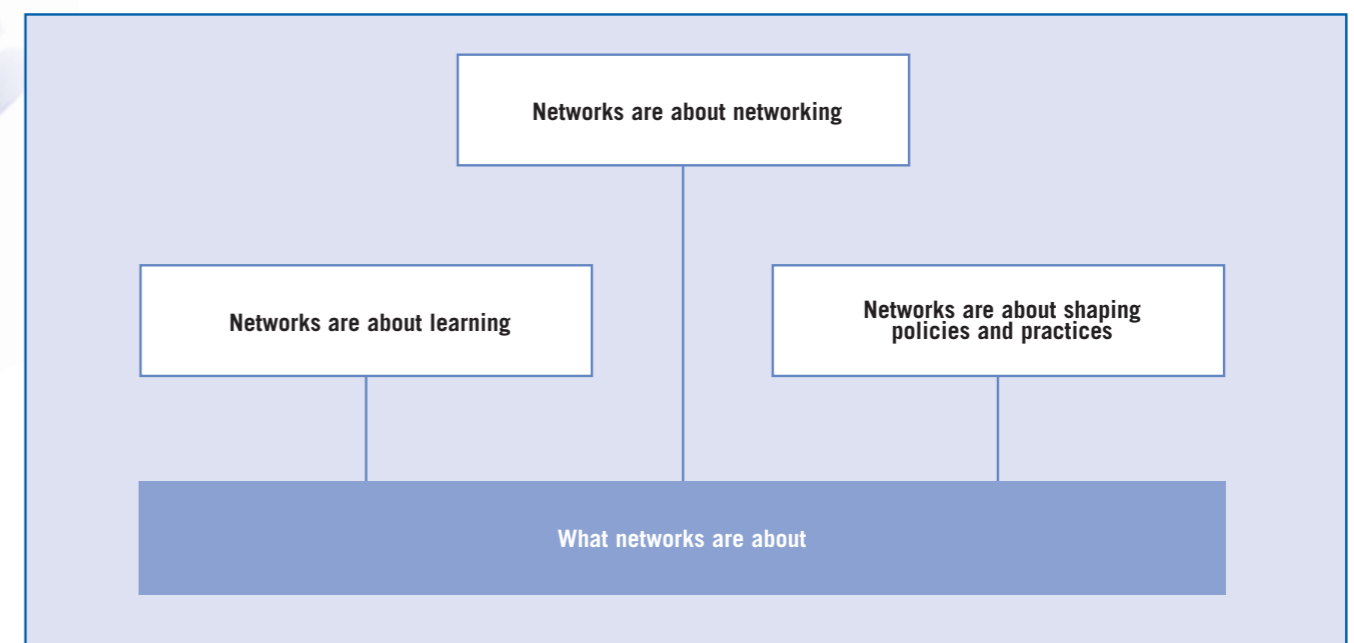 Networks are about networking
Networks are about learning
Networks are about shaping
policies and practices
What networks are about